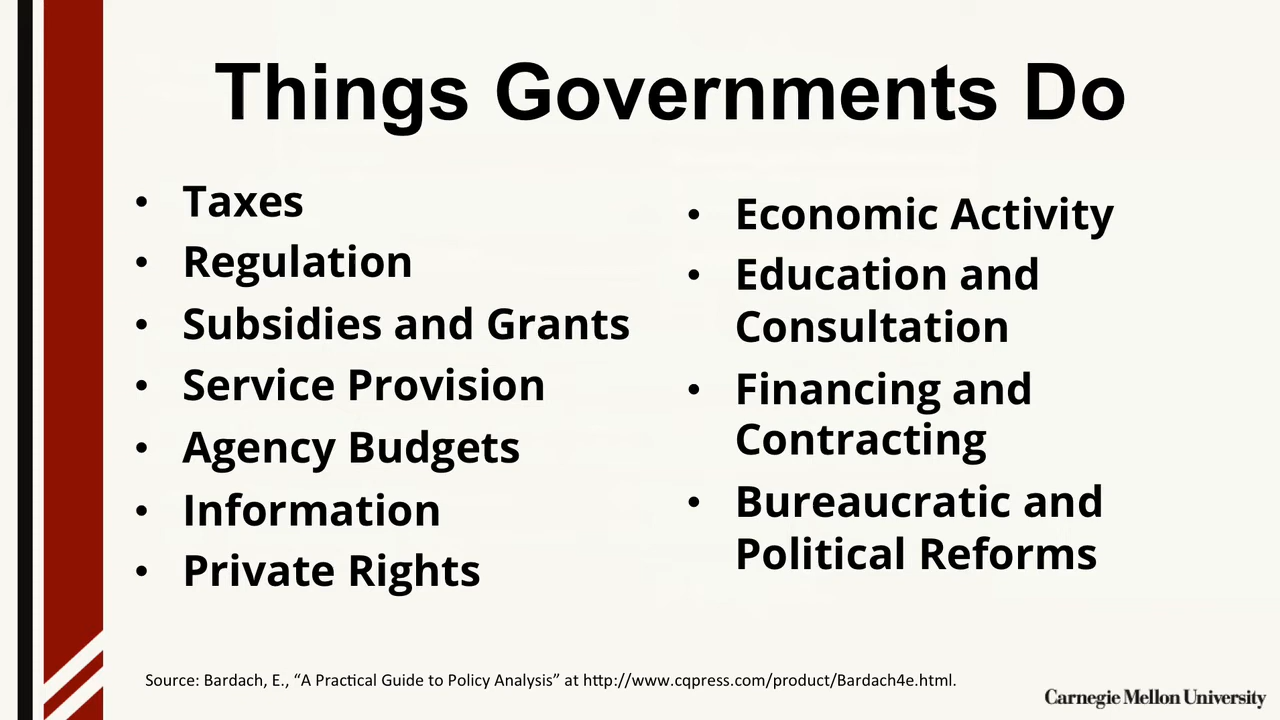 Things Governments Do
• Taxes
• Regulation
• Subsidies and Grants
• Service Provision
• Agency Budgets
• Information
• Private Rights
• Economic Activity
• Education and
Consultation
• Financing and
Contracting
• Bureaucratic and
Political Reforms
Source: Bardach, E., “A Practical Guide to Policy Analysis” at http://www.cqpress.com/product/Bardach4e.html.
Carnegie Mellon University